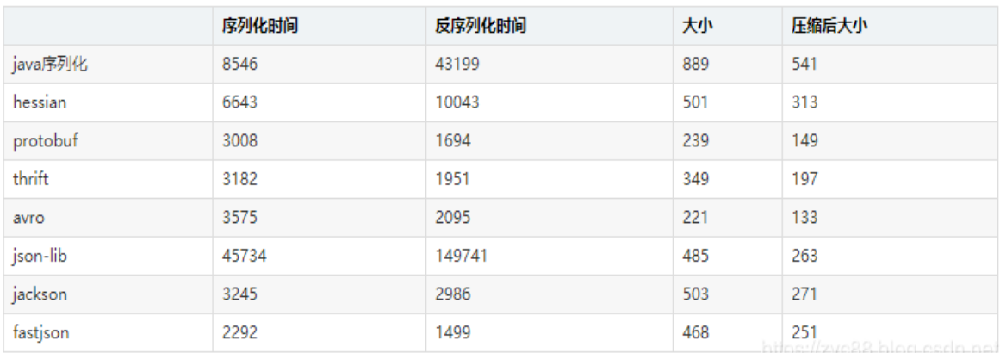 序列化时间 反序列化时间 大小 压缩后大小
java序列化 8546 43199 889 541
hessian 6643 10043 501 313
protobuf 3008 1694 239 149
thrift 3182 1951 349 197
avro 3575 2095 221 133
json-lib 45734 149741 485 263
jackson 3245 2986 503 271
fastjson 2292 1499 468 251
https://zyc88.blog.csdn.net